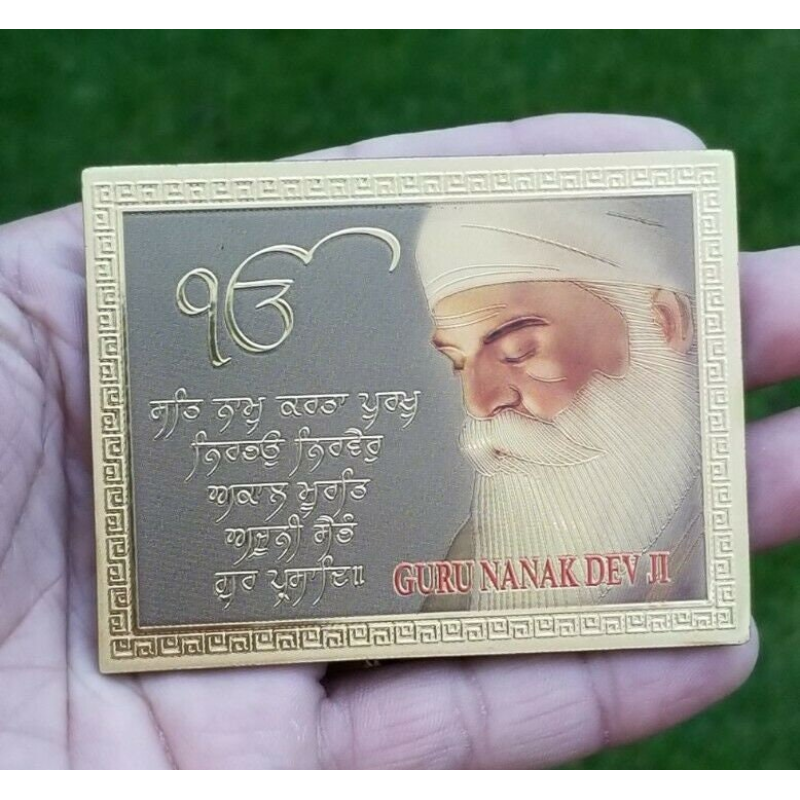 ੴ
ਸਤਿ ਨਾਮੁ ਕਰਤਾ ਪੁਰਖੁ
ਨਿਰਭਉ ਨਿਰਵੈਰੁ
ਅਕਾਲ ਮੂਰਤਿ
ਅਜੂਨੀ ਸੈਭੰ
ਗੁਰ ਪ੍ਰਸਾਦਿ॥
GURU NANAK DEV JI